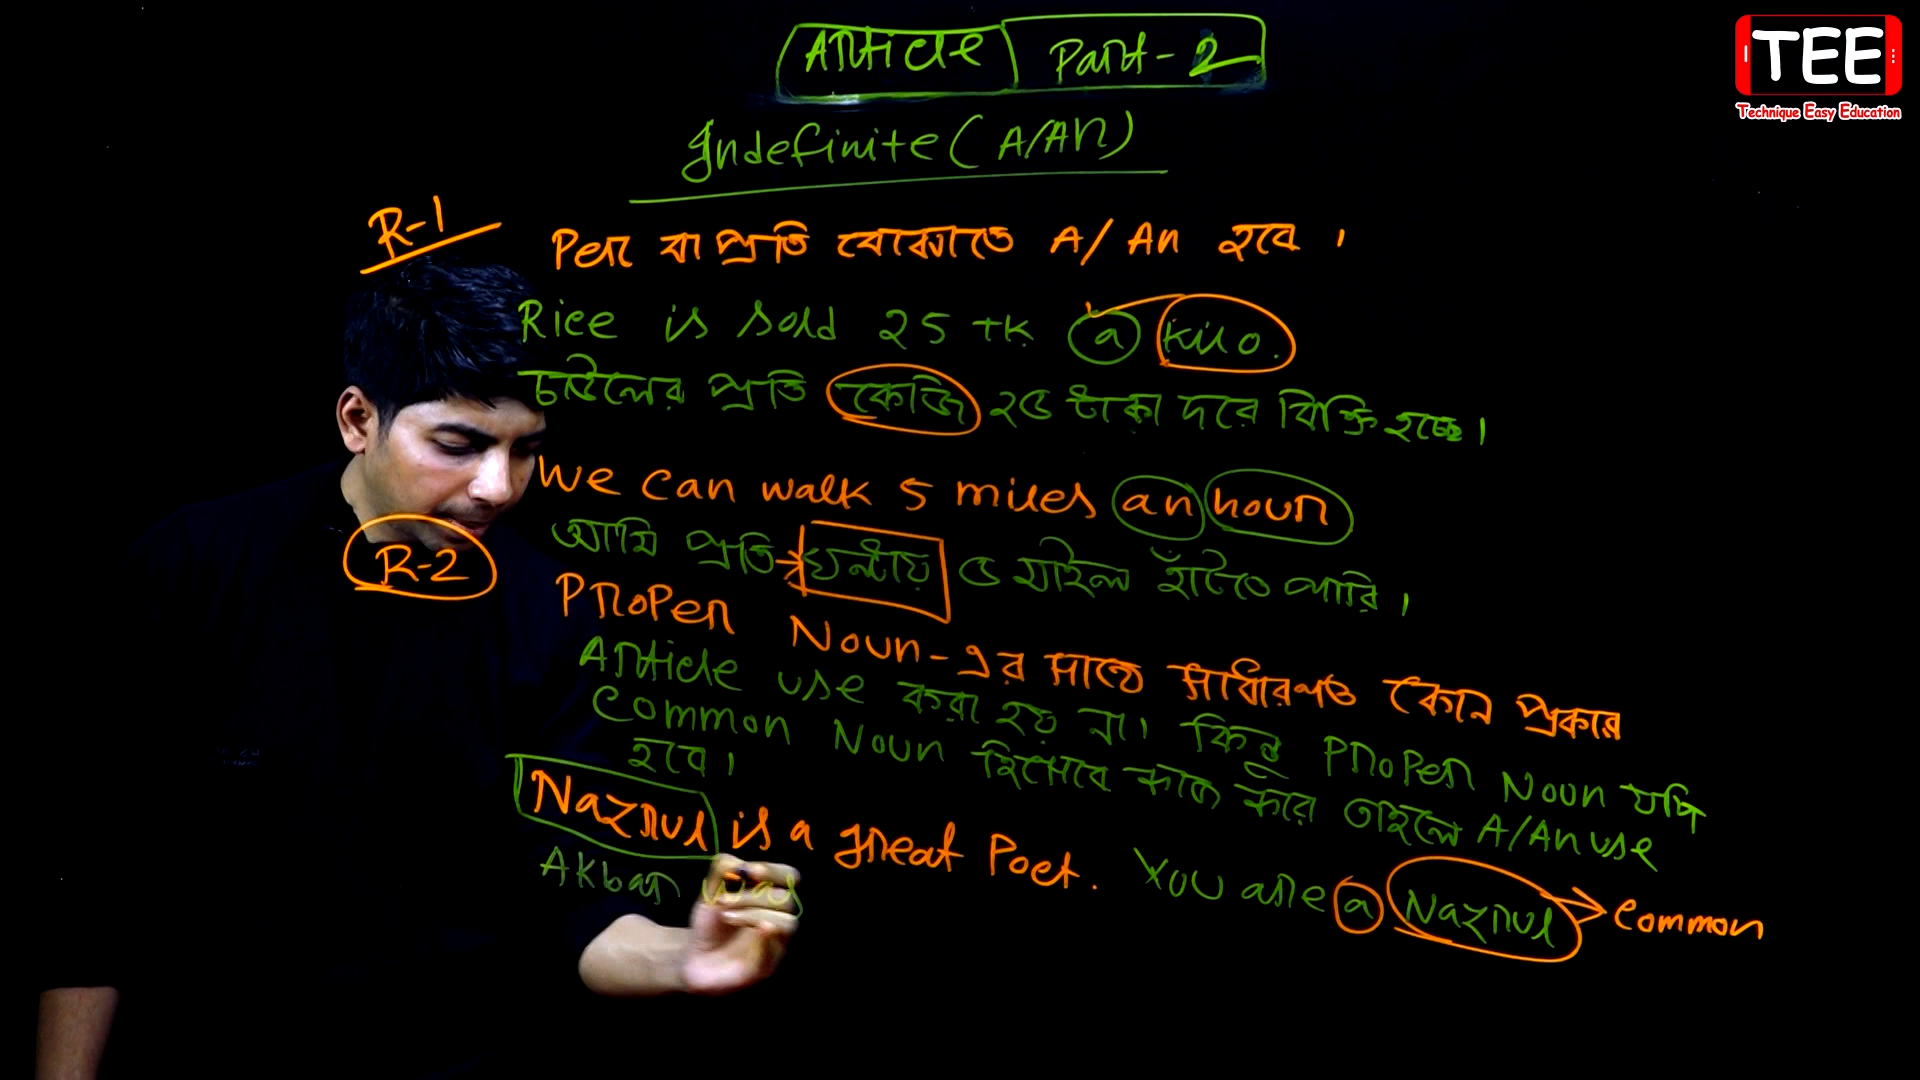 Article Part-2
TEE
Technique Easy Education
Indefinite (A/An)
R-1
Per বা প্রতি বোঝাতে A/An হবে।
Rice is sold 25 tk a kilo.
চাউলের প্রতি কেজি ২৫ টাকা দরে বিক্রি হচ্ছে।
We can walk 5 miles an hour
আমি প্রতি ঘন্টায় ৫ মাইল হাঁটতে পারি।
R-2
Proper Noun-এর সাথে সাধারণত কোন প্রকার
Article use করা হয় না। কিন্তু Proper Noun যদি
Common Noun হিসেবে কাজ করে তাহলে A/An use
হবে।
Nazrul is a great Poet. You are a Nazrul → Common
Akbar was